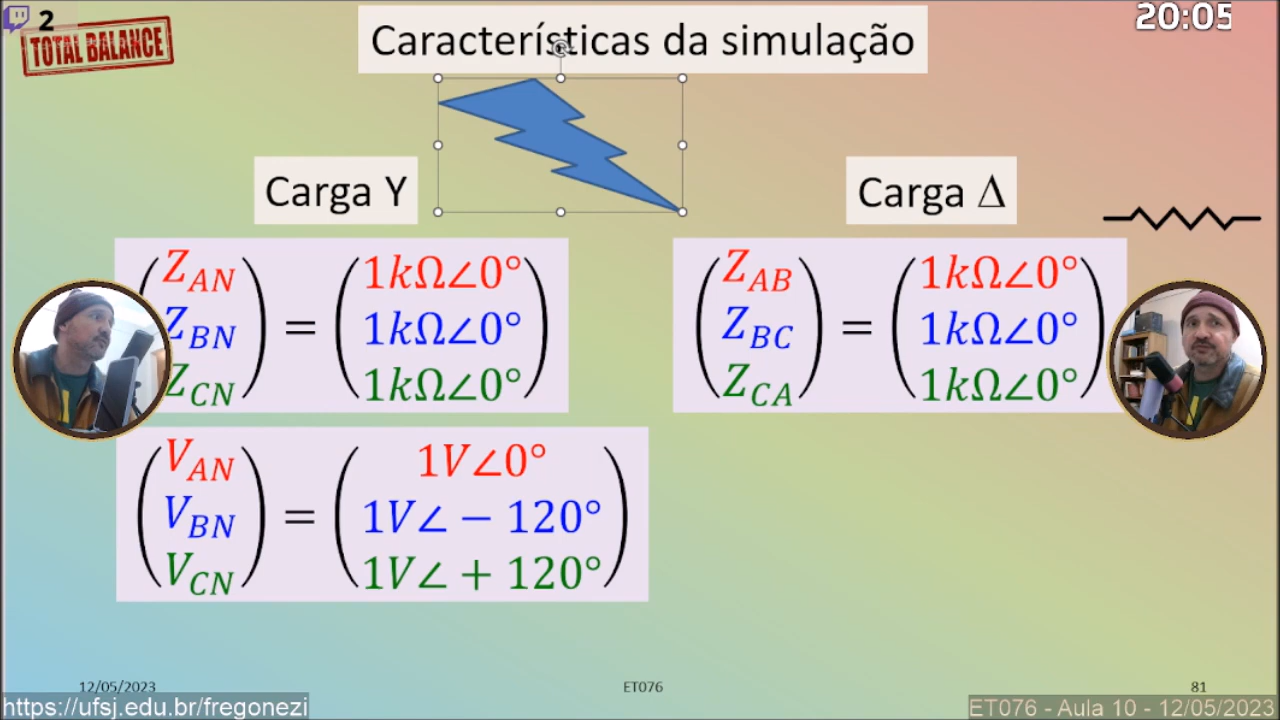 2
20:05
TOTAL BALANCE
Características da simulação
Carga Y
Carga Δ
Z_AN
Z_BN
Z_CN
=
1kΩ∠0°
1kΩ∠0°
1kΩ∠0°
Z_AB
Z_BC
Z_CA
=
1kΩ∠0°
1kΩ∠0°
1kΩ∠0°
V_AN
V_BN
V_CN
=
1V∠0°
1V∠ − 120°
1V∠ + 120°
12/05/2023
ET076
81
https://ufsj.edu.br/fregonezi
ET076 - Aula 10 - 12/05/2023